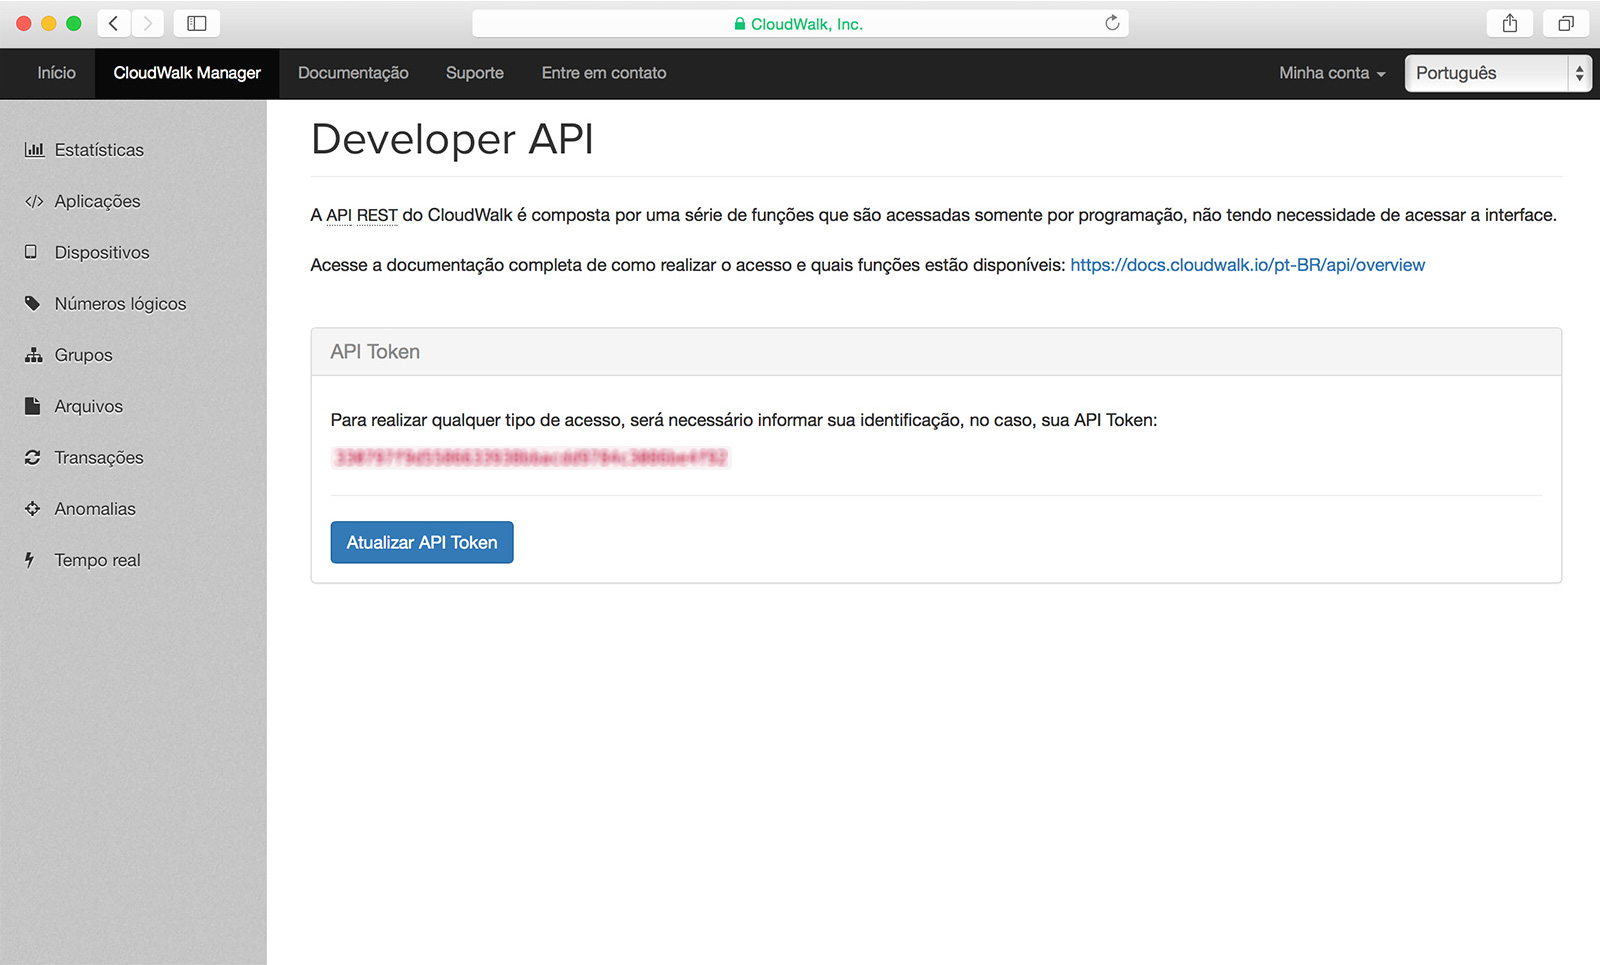 CloudWalk, Inc.
Início
CloudWalk Manager
Documentação
Suporte
Entre em contato
Minha conta
Português
Estatísticas
Aplicações
Dispositivos
Números lógicos
Grupos
Arquivos
Transações
Anomalias
Tempo real
Developer API
A API REST do CloudWalk é composta por uma série de funções que são acessadas somente por programação, não tendo necessidade de acessar a interface.
Acesse a documentação completa de como realizar o acesso e quais funções estão disponíveis: https://docs.cloudwalk.io/pt-BR/api/overview
API Token
Para realizar qualquer tipo de acesso, será necessário informar sua identificação, no caso, sua API Token:
Atualizar API Token